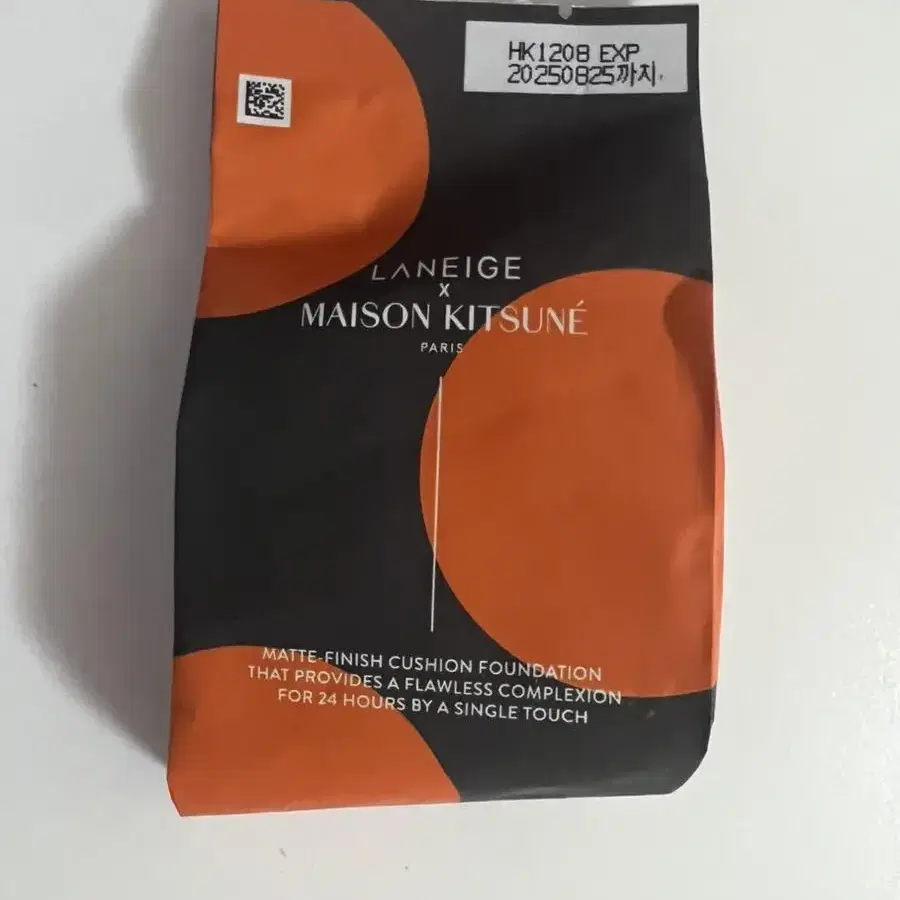 HK1208 EXP
20250825까지.
LANEIGE
X
MAISON KITSUNÉ
PARIS
MATTE-FINISH CUSHION FOUNDATION
THAT PROVIDES A FLAWLESS COMPLEXION
FOR 24 HOURS BY A SINGLE TOUCH